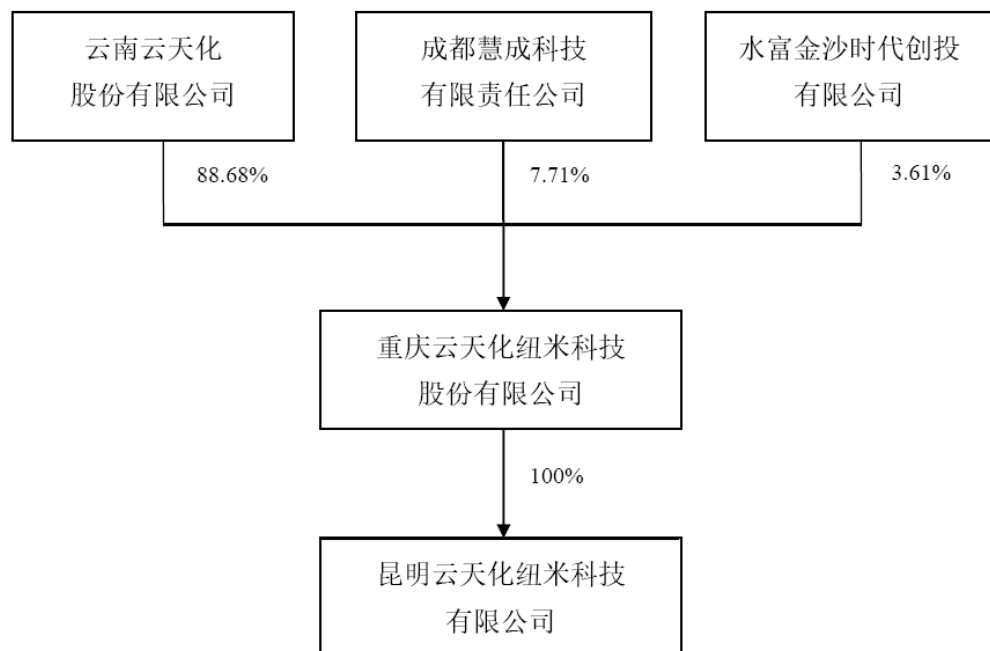 云南云天化
股份有限公司
成都慧成科技
有限责任公司
水富金沙时代创投
有限公司
88.68%
7.71%
3.61%
重庆云天化纽米科技
股份有限公司
100%
昆明云天化纽米科技
有限公司